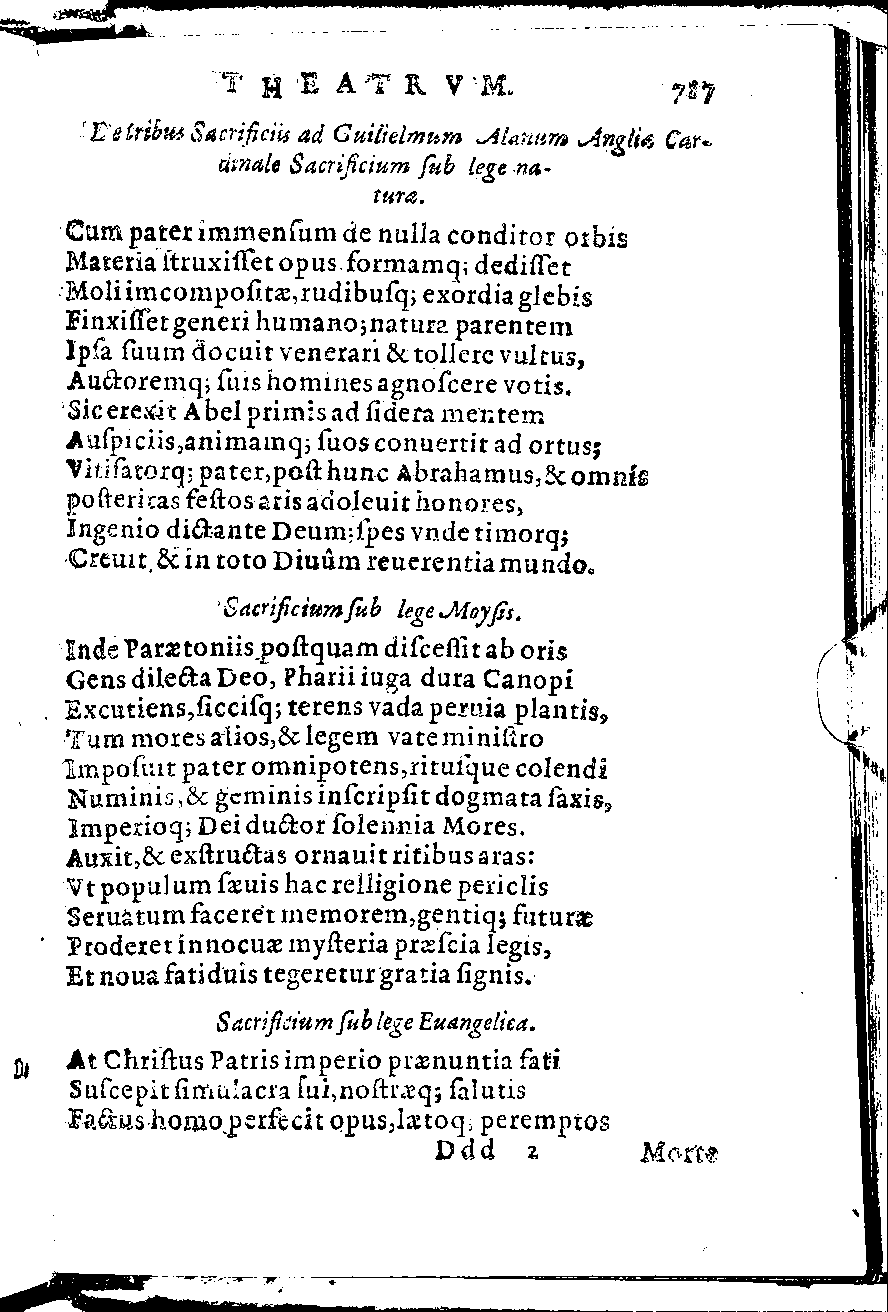 THEATRVM. 787
De tribus Sacrificiis ad Guilielmum Alanum Angliæ Car-
dinale Sacrificium ſub lege na-
turæ.
Cum pater immenſum de nulla conditor orbis
Materia ſtruxiſſet opus formamq; dediſſet
Moli imcompoſitæ, rudibuſq; exordia glebis
Finxiſſet generi humano; natura parentem
Ipſa ſuum docuit venerari & tollere vultus,
Auctoremq; ſuis homines agnoſcere votis.
Sic erexit Abel primis ad ſidera mentem
Auſpiciis, animamq; ſuos conuertit ad ortus;
Vitiſatorq; pater, poſt hunc Abrahamus, & omnis
poſteritas feſtos aris adoleuit honores,
Ingenio dictante Deum: ſpes vnde timorq;
Creuit, & in toto Diuûm reuerentia mundo.
Sacrificium ſub lege Moyſis.
Inde Parætoniis poſtquam diſceſſit ab oris
Gens dilecta Deo, Pharii iuga dura Canopi
Excutiens, ſicciſq; terens vada peruia plantis,
Tum mores alios, & legem vate miniſtro
Impoſuit pater omnipotens, rituſque colendi
Numinis, & geminis inſcripſit dogmata ſaxis,
Imperioq; Dei ductor ſolennia Mores.
Auxit, & exſtructas ornauit ritibus aras:
Vt populum ſæuis hac relligione periclis
Seruatum faceret memorem, gentiq; futuræ
Proderet innocuæ myſteria præſcia legis,
Et noua fatiduis tegeretur gratia ſignis.
Sacrificium ſub lege Euangelica.
At Chriſtus Patris imperio prænuntia fati
Suſcepit ſimulacra ſui, noſtræq; ſalutis
Factus homo perfecit opus, lætoq; peremptos
Ddd 2 Morte